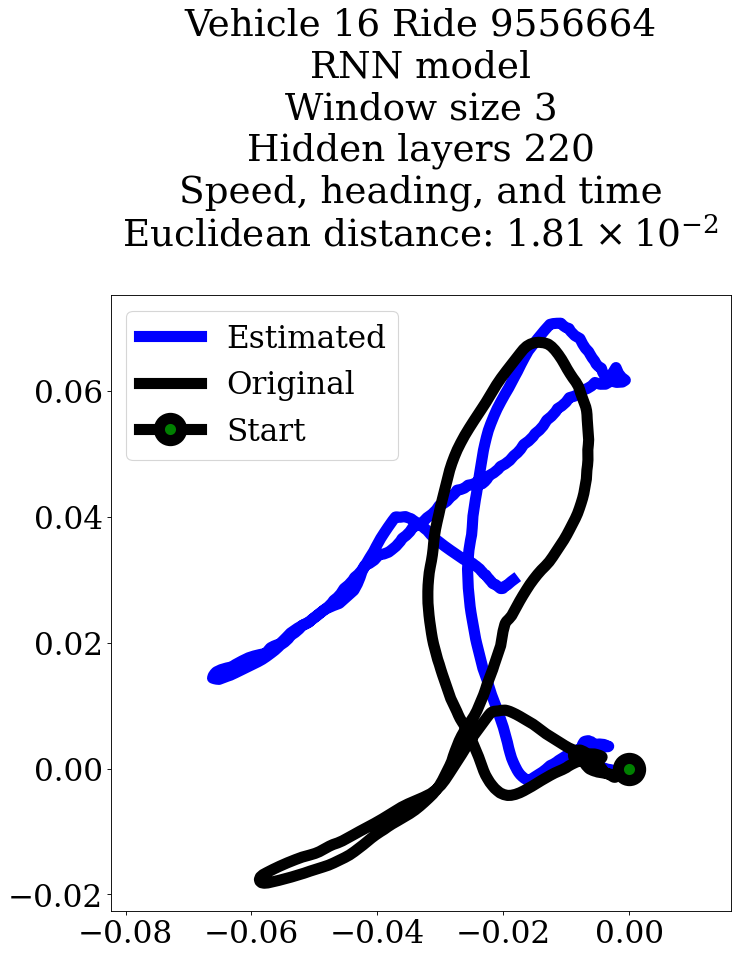 Vehicle 16 Ride 9556664
RNN model
Window size 3
Hidden layers 220
Speed, heading, and time
Euclidean distance: 1.81 × 10⁻²
Estimated
Original
Start
0.06
0.04
0.02
0.00
−0.02
−0.08 −0.06 −0.04 −0.02 0.00